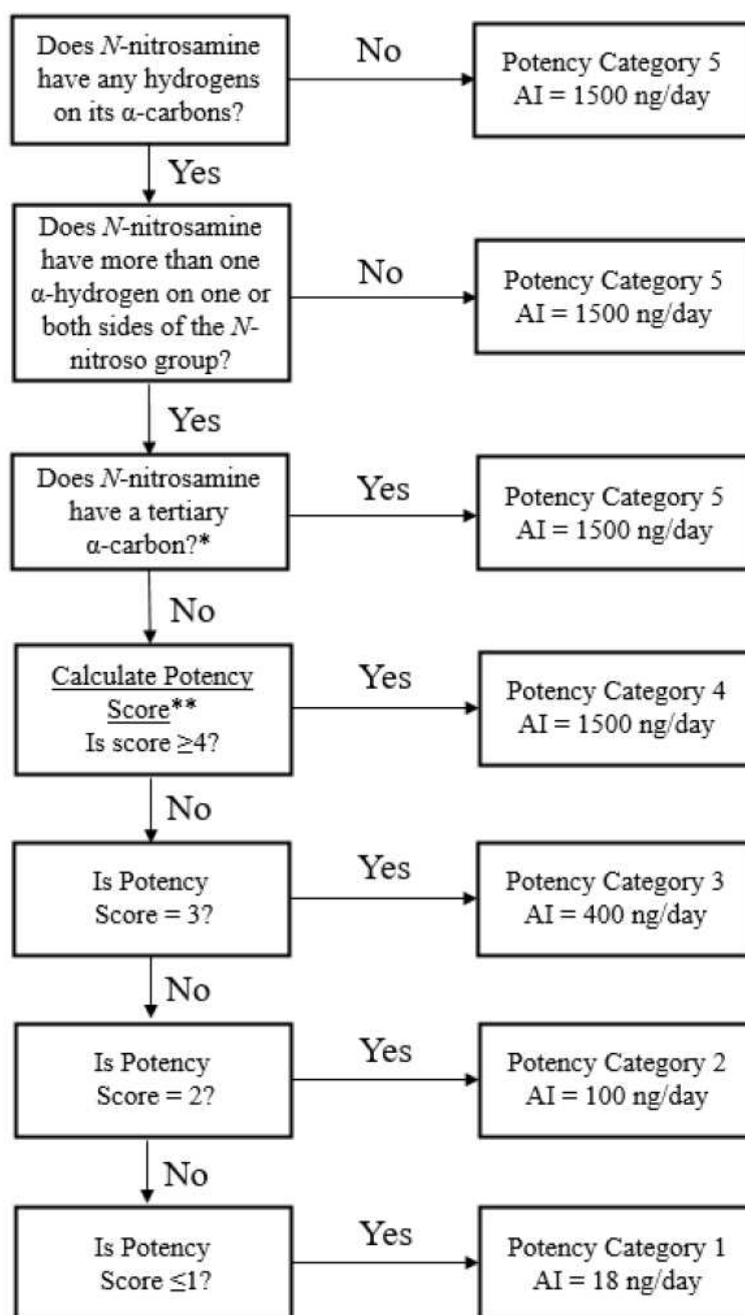 Does N-nitrosamine
have any hydrogens
on its α-carbons?
No
Potency Category 5
AI = 1500 ng/day
Yes
Does N-nitrosamine
have more than one
α-hydrogen on one or
both sides of the N-
nitroso group?
No
Potency Category 5
AI = 1500 ng/day
Yes
Does N-nitrosamine
have a tertiary
α-carbon?*
Yes
Potency Category 5
AI = 1500 ng/day
No
Calculate Potency
Score**
Is score ≥4?
Yes
Potency Category 4
AI = 1500 ng/day
No
Is Potency
Score = 3?
Yes
Potency Category 3
AI = 400 ng/day
No
Is Potency
Score = 2?
Yes
Potency Category 2
AI = 100 ng/day
No
Is Potency
Score ≤1?
Yes
Potency Category 1
AI = 18 ng/day